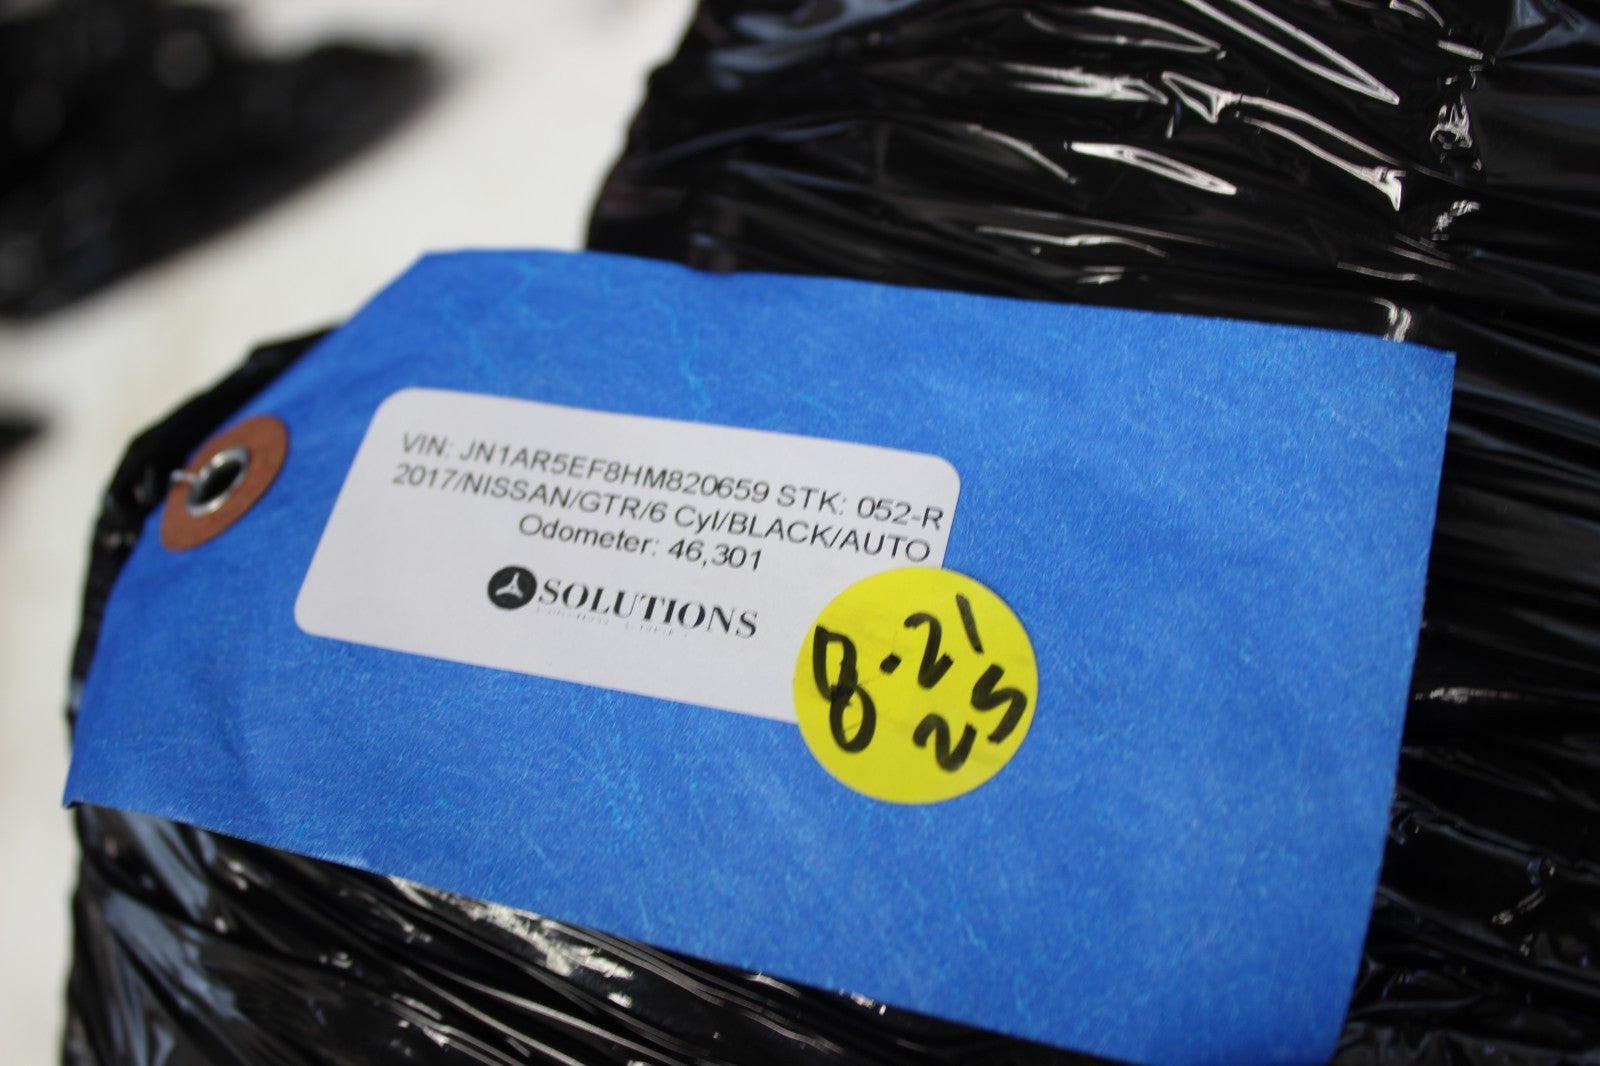 VIN: JN1AR5EF8HM820659 STK: 052-R
2017/NISSAN/GTR/6 Cyl/BLACK/AUTO
Odometer: 46,301
SOLUTIONS
8.21
25